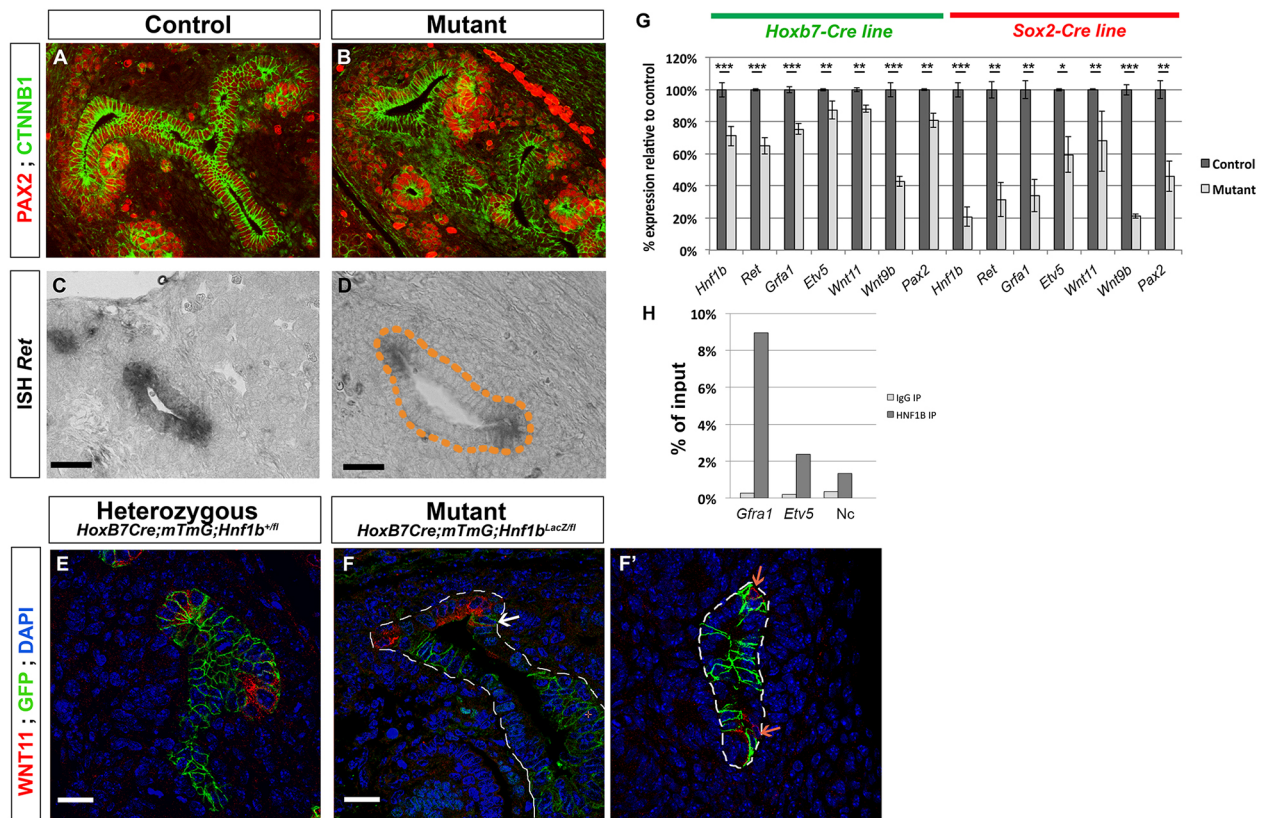 Control
Mutant
PAX2 ; CTNNB1
A
B
ISH Ret
C
D
Heterozygous
HoxB7Cre;mTmG;Hnf1b+/fl
Mutant
HoxB7Cre;mTmG;Hnf1bLacZ/fl
WNT11 ; GFP ; DAPI
E
F
F'
G
Hoxb7-Cre line
Sox2-Cre line
% expression relative to control
120%
100%
80%
60%
40%
20%
0%
*** *** *** ** ** *** ** *** ** ** * ** *** **
Hnf1b Ret Grfa1 Etv5 Wnt11 Wnt9b Pax2 Hnf1b Ret Grfa1 Etv5 Wnt11 Wnt9b Pax2
Control
Mutant
H
% of input
10%
8%
6%
4%
2%
0%
Gfra1 Etv5 Nc
IgG IP
HNF1B IP